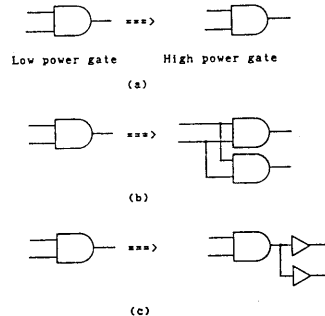 ===>
Low power gate High power gate
(a)
===>
(b)
===>
(c)